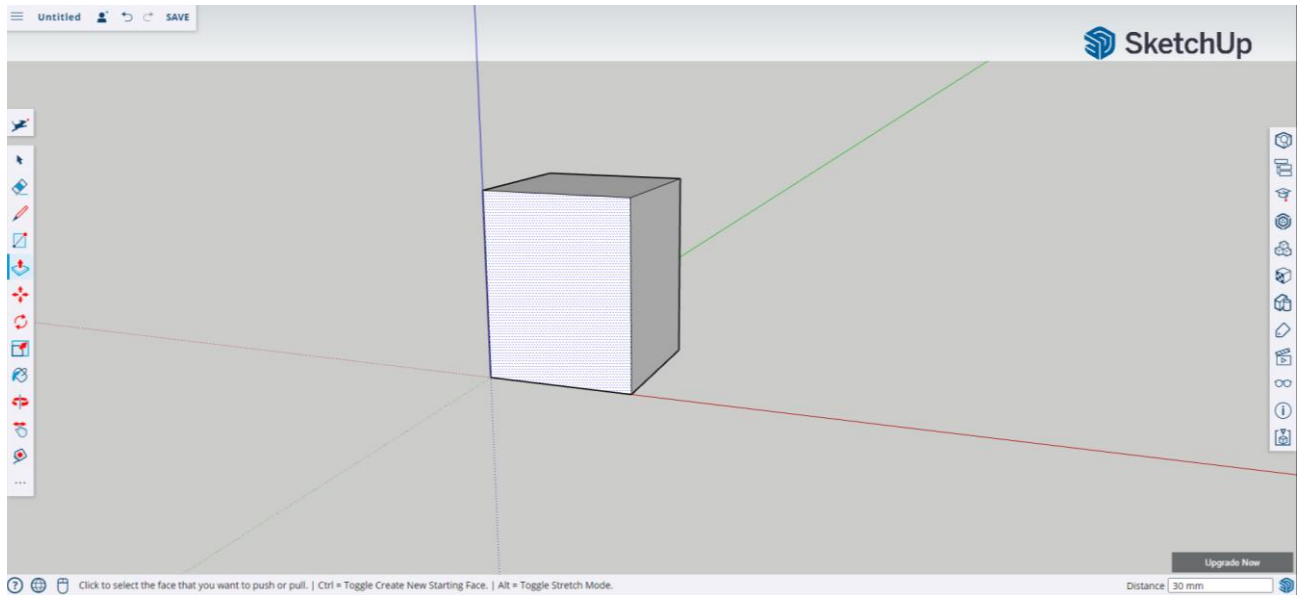 Untitled SAVE
SketchUp
Upgrade Now
Click to select the face that you want to push or pull. | Ctrl = Toggle Create New Starting Face. | Alt = Toggle Stretch Mode.
Distance 30 mm